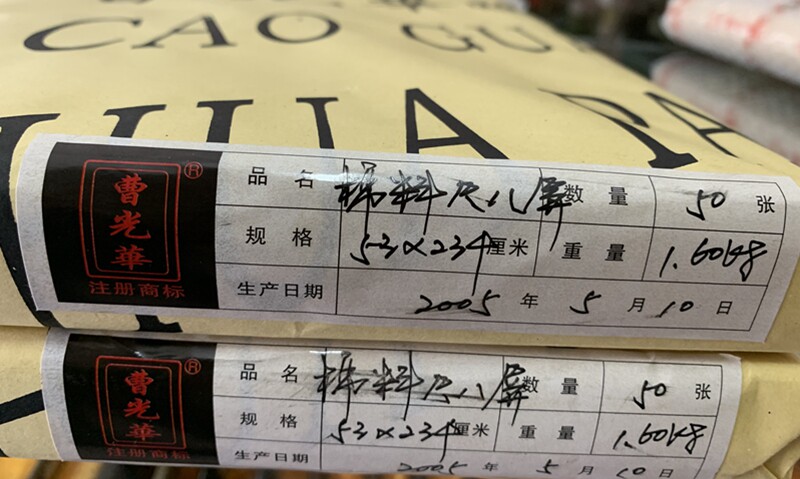 CAO GU
HUA PA
曹光華®
注册商标
品名 棉料尺八屏 数量 50 张
规格 53×234 厘米 重量 1.60kg
生产日期 2005 年 5 月 10 日
曹光華®
注册商标
品名 棉料尺八屏 数量 50 张
规格 53×234 厘米 重量 1.60kg
生产日期 2005 年 5 月 10 日